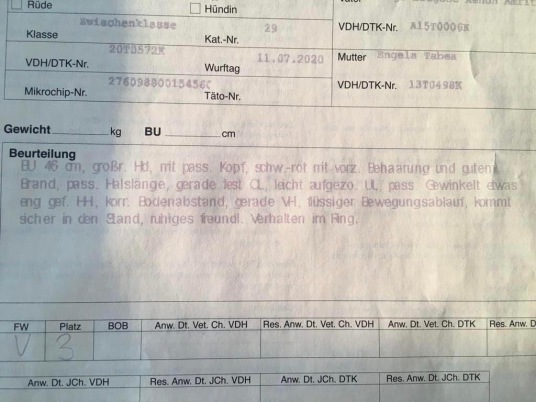 Rüde Hündin
Zwischenklasse 29
Klasse Kat.-Nr. VDH/DTK-Nr. A15T0006K
20T0572K 11.07.2020 Mutter Engela Tabea
VDH/DTK-Nr. Wurftag
VDH/DTK-Nr. 13T0498K
Mikrochip-Nr. Täto-Nr.
Gewicht kg BU cm
Beurteilung
BU 46 cm, großr. Hd, mit pass. Kopf, schw-rot mit vorz. Behaarung und guten
Brand, pass. Halslänge, gerade fest OL, leicht aufgezo. UL, pass. Gewinkelt etwas
eng gef. HH, korr. Bodenabstand, gerade VH, flüssiger Bewegungsablauf, kommt
sicher in den Stand, ruhiges freundl. Verhalten im Ring.
FW Platz BOB Anw. Dt. Vet. Ch. VDH Res. Anw. Dt. Vet. Ch. VDH Anw. Dt. Vet. Ch. DTK Res. Anw. D
V 3
Anw. Dt. JCh. VDH Res. Anw. Dt. JCh. VDH Anw. Dt. JCh. DTK Res. Anw. Dt. JCh. DTK